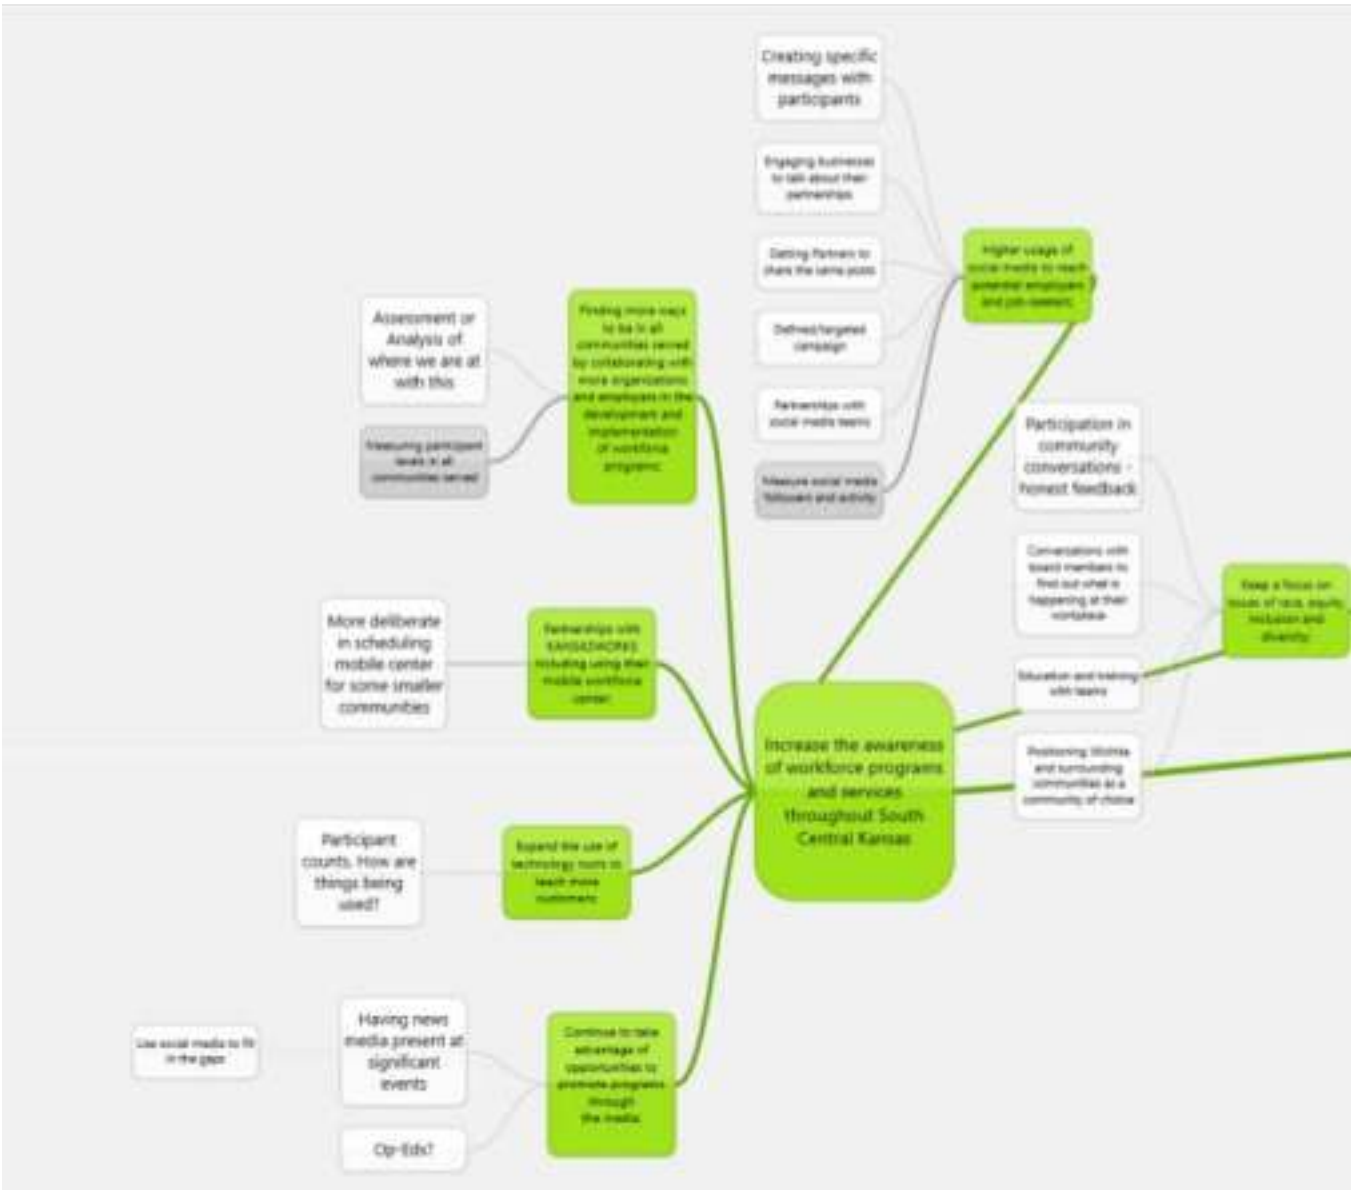 Creating specific
messages with
participants
Engaging businesses
to talk about their
partnerships
Getting Partners to
share the same posts
Defined/targeted
campaign
Partnerships with
social media teams
Measure social media
followers and activity
Higher usage of
social media to reach
potential employers
and job seekers
Assessment or
Analysis of
where we are at
with this
Measuring participant
levels in all
communities served
Finding more ways
to be in all
communities served
by collaborating with
more organizations
and employers in the
development and
implementation
of workforce
programs
Participation in
community
conversations -
honest feedback
Conversations with
board members to
find out what is
happening at their
workplace
Education and training
with teams
Positioning Wichita
and surrounding
communities as a
community of choice
Keep a focus on
issues of race, equity,
inclusion and
diversity
More deliberate
in scheduling
mobile center
for some smaller
communities
Partnerships with
KANSASWORKS
including using their
mobile workforce
center
Increase the awareness
of workforce programs
and services
throughout South
Central Kansas
Participant
counts. How are
things being
used?
Expand the use of
technology tools to
reach more
customers
Use social media to fill
in the gaps
Having news
media present at
significant
events
Op-Eds?
Continue to take
advantage of
opportunities to
promote programs
through
the media